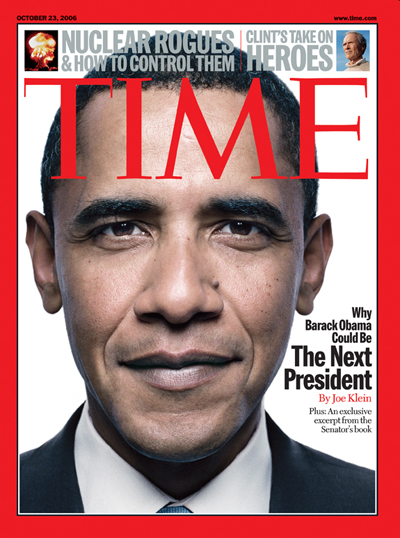 OCTOBER 23, 2006
www.time.com
NUCLEAR ROGUES
& HOW TO CONTROL THEM
CLINT'S TAKE ON
HEROES
TIME
Why
Barack Obama
Could Be
The Next
President
By Joe Klein
Plus: An exclusive
excerpt from the
Senator's book